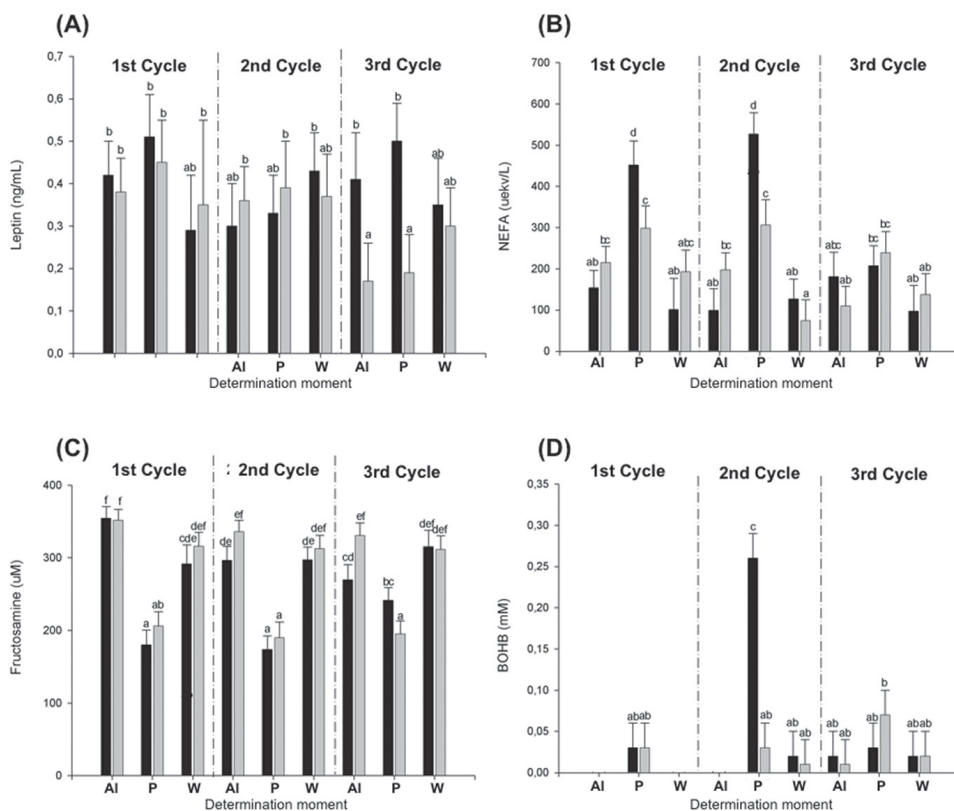 (A)
1st Cycle 2nd Cycle 3rd Cycle
Leptin (ng/mL)
0,7
0,6
0,5
0,4
0,3
0,2
0,1
0,0
b b b b ab b
ab b ab b b ab
b a b a ab ab
AI P W AI P W
Determination moment
(B)
1st Cycle 2nd Cycle 3rd Cycle
NEFA (uekv/L)
700
600
500
400
300
200
100
0
ab bc d c ab abc
ab bc d c ab a
abc ab bc bc ab ab
AI P W AI P W AI P W
Determination moment
(C)
1st Cycle 2nd Cycle 3rd Cycle
Fructosamine (uM)
400
300
200
100
0
f f a ab cde def
de ef a a de def
cd ef bc a def def
AI P W AI P W AI P W
Determination moment
(D)
1st Cycle 2nd Cycle 3rd Cycle
BOHB (mM)
0,35
0,30
0,25
0,20
0,15
0,10
0,05
0,00
ab ab
c ab ab ab
ab ab ab b ab ab
AI P W AI P W AI P W
Determination moment